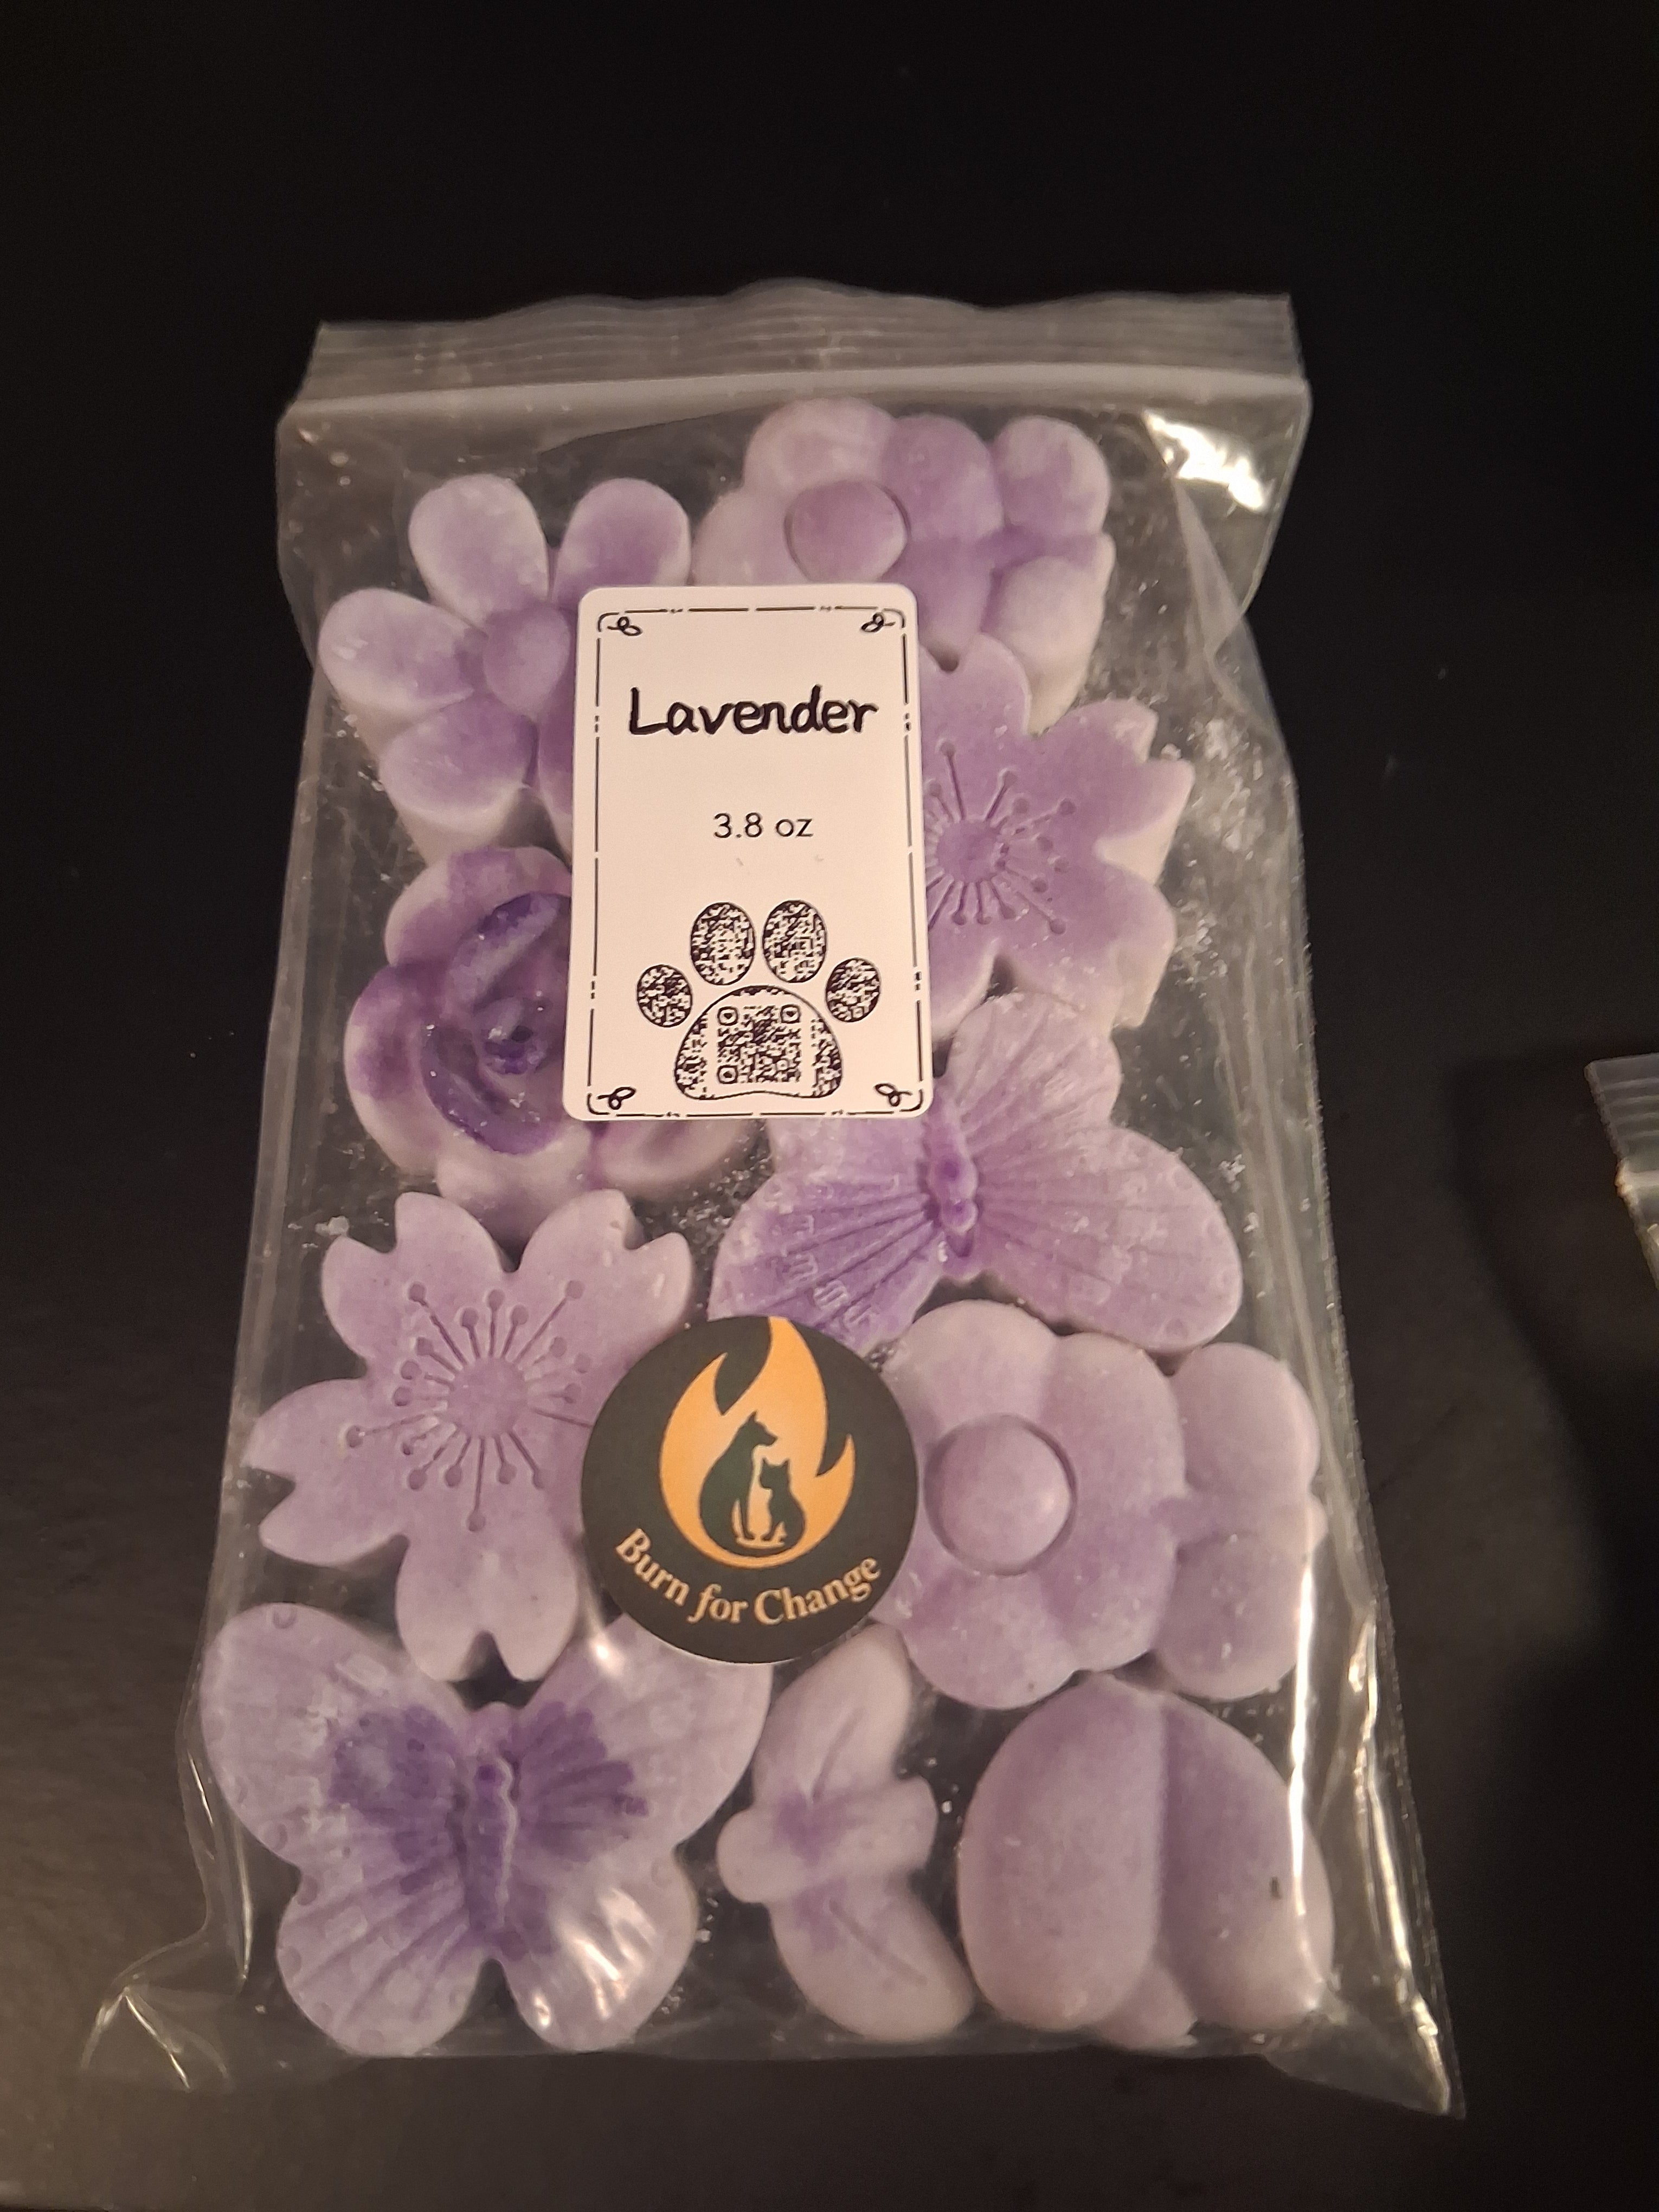 Lavender
3.8 oz
Burn for Change